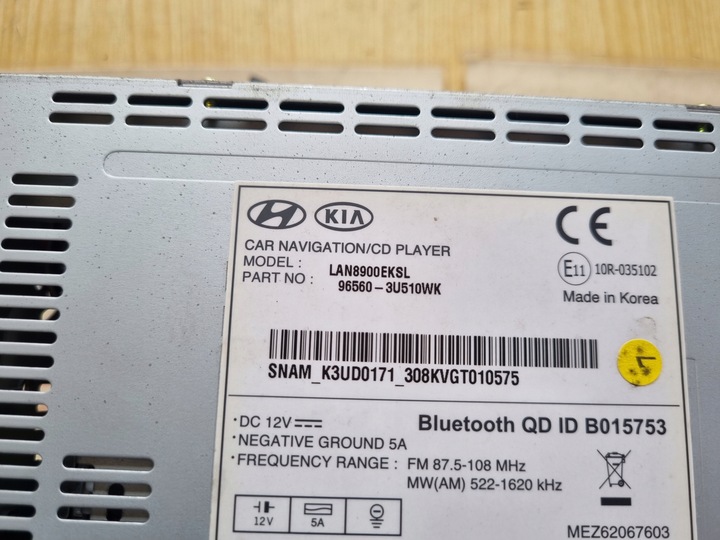 KIA
CE
CAR NAVIGATION/CD PLAYER
MODEL : LAN8900EKSL
PART NO : 96560-3U510WK
E11 10R-035102
Made in Korea
SNAM_K3UD0171_308KVGT010575
•DC 12V
Bluetooth QD ID B015753
•NEGATIVE GROUND 5A
•FREQUENCY RANGE : FM 87.5-108 MHz
MW(AM) 522-1620 kHz
12V
5A
MEZ62067603